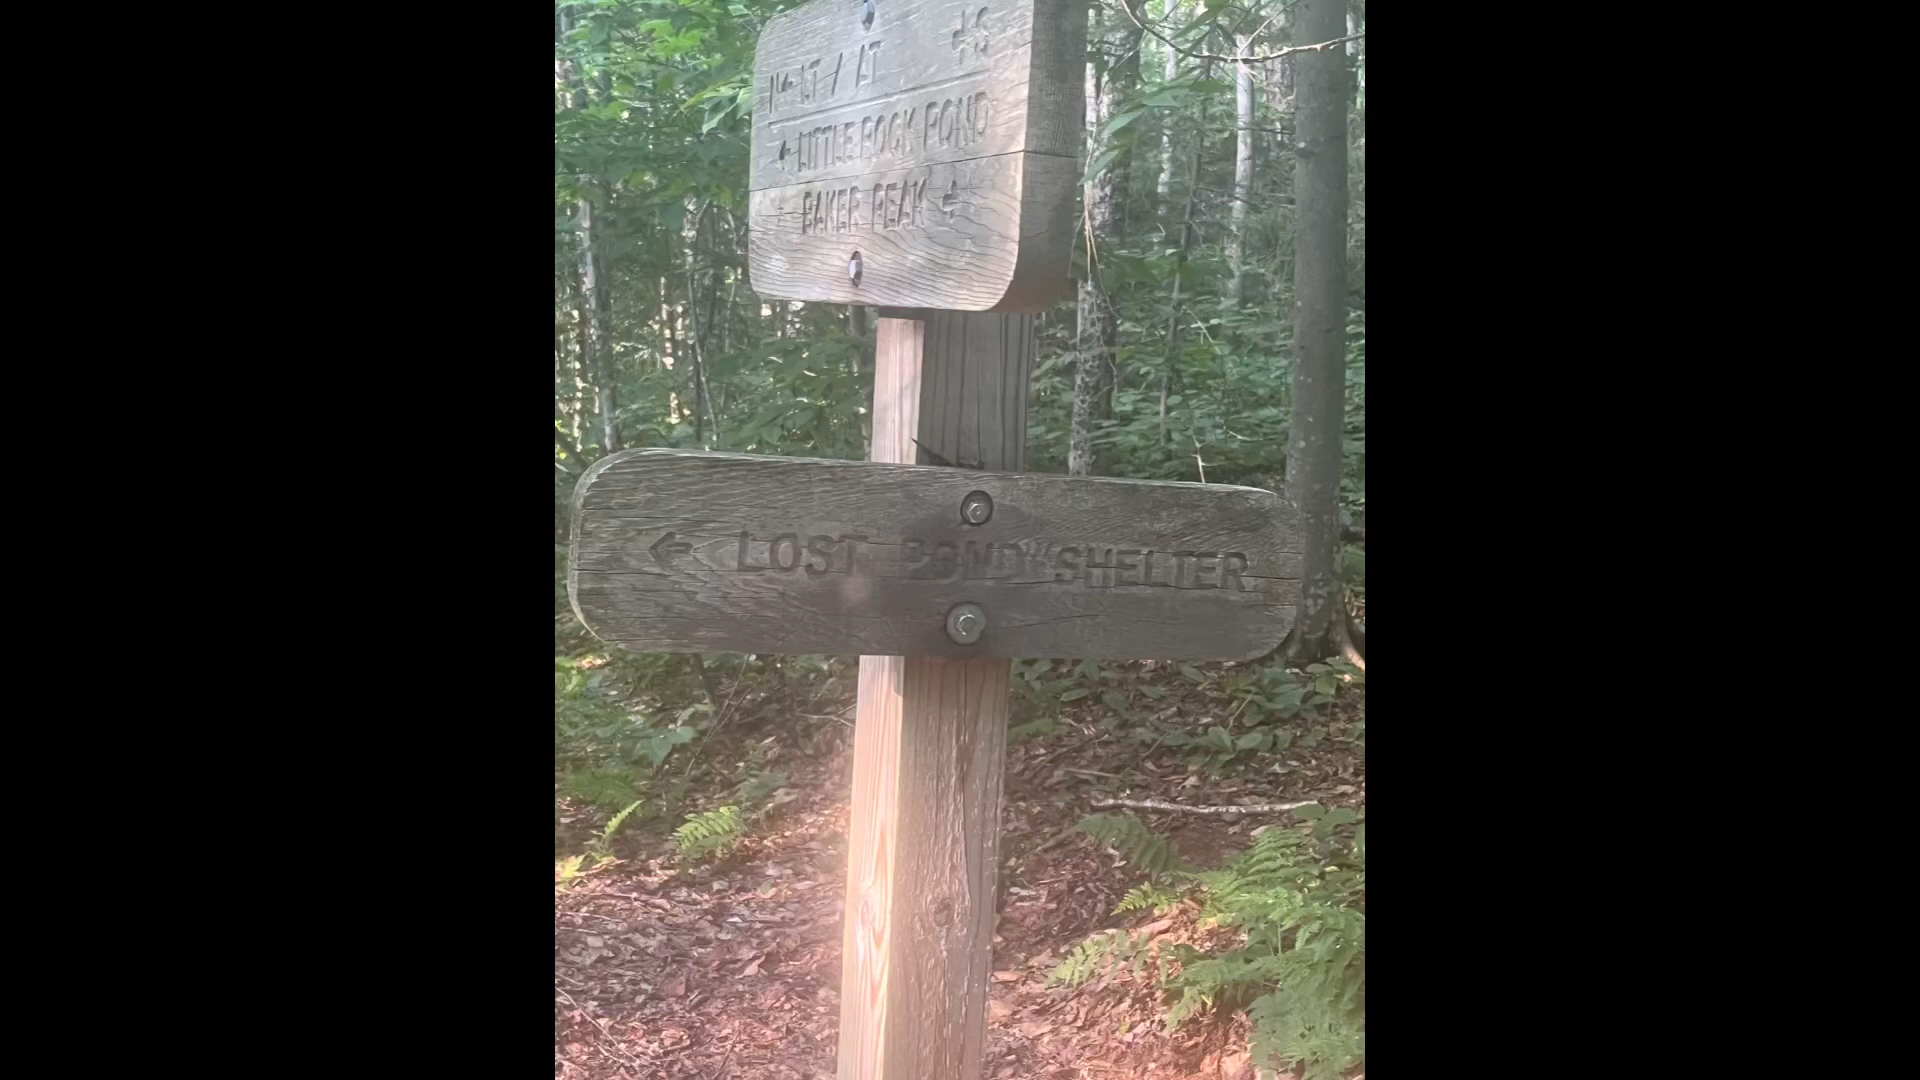 N← LT / AT →S
← LITTLE ROCK POND
BAKER PEAK →
← LOST POND SHELTER